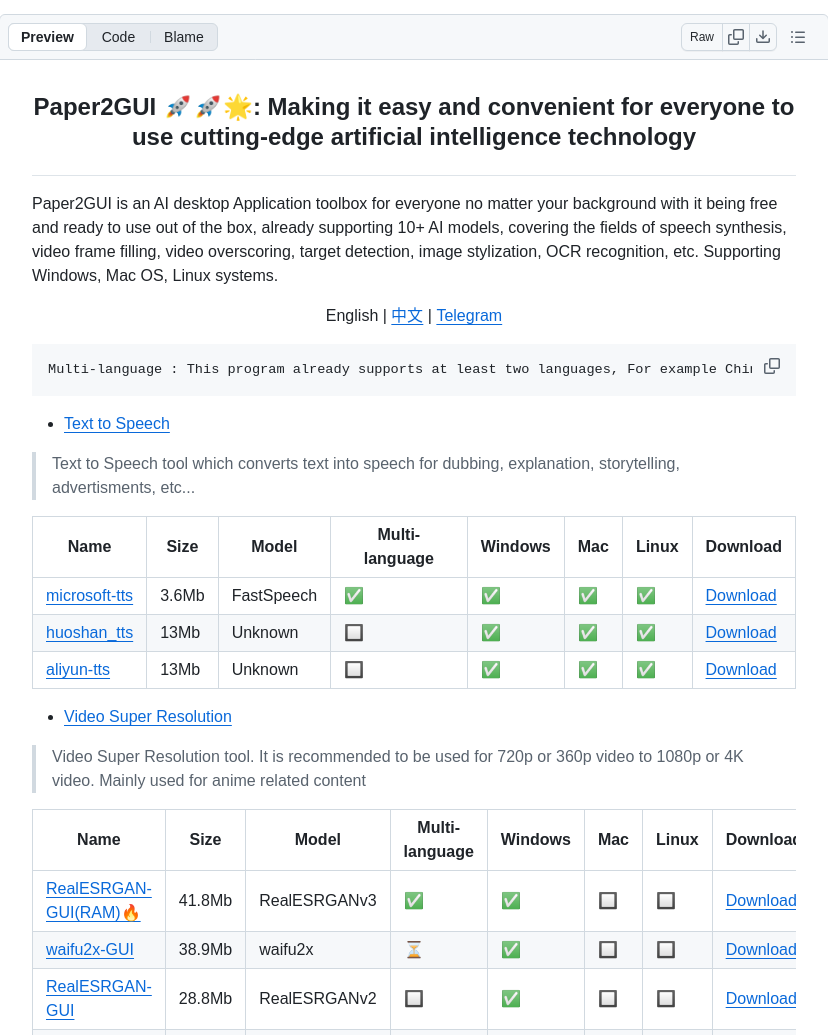 Preview Code Blame Raw
Paper2GUI 🚀🚀🌟: Making it easy and convenient for everyone to
use cutting-edge artificial intelligence technology
Paper2GUI is an AI desktop Application toolbox for everyone no matter your background with it being free
and ready to use out of the box, already supporting 10+ AI models, covering the fields of speech synthesis,
video frame filling, video overscoring, target detection, image stylization, OCR recognition, etc. Supporting
Windows, Mac OS, Linux systems.
English | 中文 | Telegram
Multi-language : This program already supports at least two languages, For example Chin
• Text to Speech
Text to Speech tool which converts text into speech for dubbing, explanation, storytelling,
advertisments, etc...
Name Size Model Multi-
language Windows Mac Linux Download
microsoft-tts 3.6Mb FastSpeech ✅ ✅ ✅ ✅ Download
huoshan_tts 13Mb Unknown 🔲 ✅ ✅ ✅ Download
aliyun-tts 13Mb Unknown 🔲 ✅ ✅ ✅ Download
• Video Super Resolution
Video Super Resolution tool. It is recommended to be used for 720p or 360p video to 1080p or 4K
video. Mainly used for anime related content
Name Size Model Multi-
language Windows Mac Linux Download
RealESRGAN-
GUI(RAM)🔥 41.8Mb RealESRGANv3 ✅ ✅ 🔲 🔲 Download
waifu2x-GUI 38.9Mb waifu2x ⏳ ✅ 🔲 🔲 Download
RealESRGAN-
GUI 28.8Mb RealESRGANv2 🔲 ✅ 🔲 🔲 Download